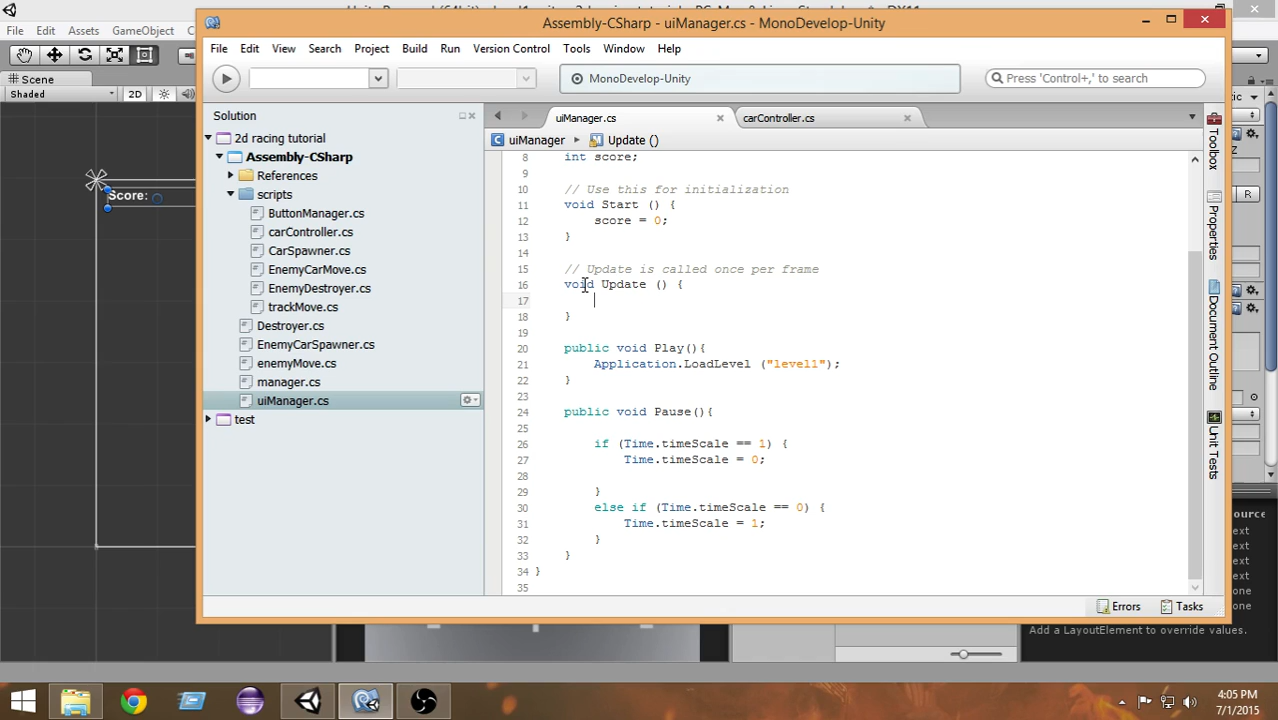 Assembly-CSharp - uiManager.cs - MonoDevelop-Unity
File Edit Assets GameObject
File Edit View Search Project Build Run Version Control Tools Window Help
Scene
MonoDevelop-Unity
Press 'Control+,' to search
Shaded
2D
Solution
uiManager.cs
carController.cs
uiManager
Update ()
2d racing tutorial
Assembly-CSharp
References
scripts
ButtonManager.cs
carController.cs
CarSpawner.cs
EnemyCarMove.cs
EnemyDestroyer.cs
trackMove.cs
Destroyer.cs
EnemyCarSpawner.cs
enemyMove.cs
manager.cs
uiManager.cs
test
Score:
8 int score;
9
10 // Use this for initialization
11 void Start () {
12 score = 0;
13 }
14
15 // Update is called once per frame
16 void Update () {
17
18 }
19
20 public void Play(){
21 Application.LoadLevel ("level1");
22 }
23
24 public void Pause(){
25
26 if (Time.timeScale == 1) {
27 Time.timeScale = 0;
28
29 }
30 else if (Time.timeScale == 0) {
31 Time.timeScale = 1;
32 }
33 }
34 }
35
Toolbox
Properties
Document Outline
Unit Tests
R
Errors
Tasks
Add a LayoutElement to override values.
4:05 PM
7/1/2015